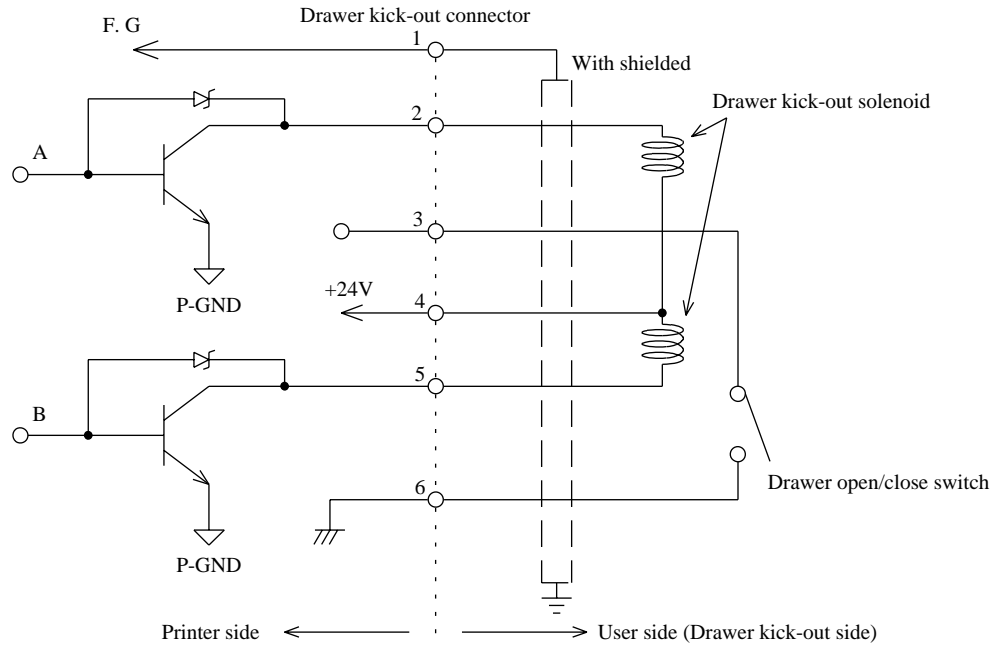 Drawer kick-out connector
F. G
1
With shielded
2
Drawer kick-out solenoid
A
3
P-GND
+24V
4
5
B
6
Drawer open/close switch
P-GND
Printer side
User side (Drawer kick-out side)